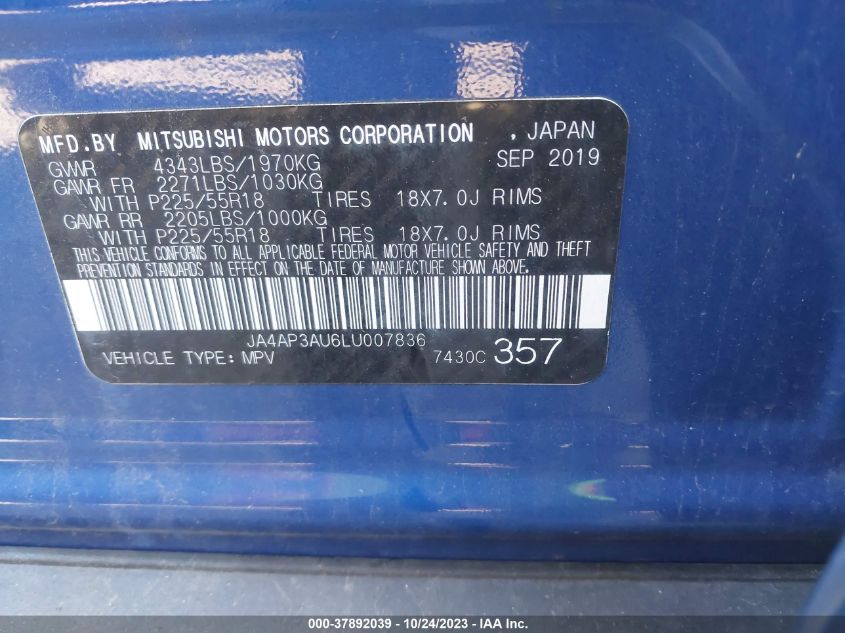 MFD.BY MITSUBISHI MOTORS CORPORATION , JAPAN
GVWR 4343LBS/1970KG SEP 2019
GAWR FR 2271LBS/1030KG
WITH P225/55R18 TIRES 18X7.0J RIMS
GAWR RR 2205LBS/1000KG
WITH P225/55R18 TIRES 18X7.0J RIMS
THIS VEHICLE CONFORMS TO ALL APPLICABLE FEDERAL MOTOR VEHICLE SAFETY AND THEFT
PREVENTION STANDARDS IN EFFECT ON THE DATE OF MANUFACTURE SHOWN ABOVE.
JA4AP3AU6LU007836
VEHICLE TYPE: MPV 7430C 357
000-37892039 - 10/24/2023 - IAAI.com